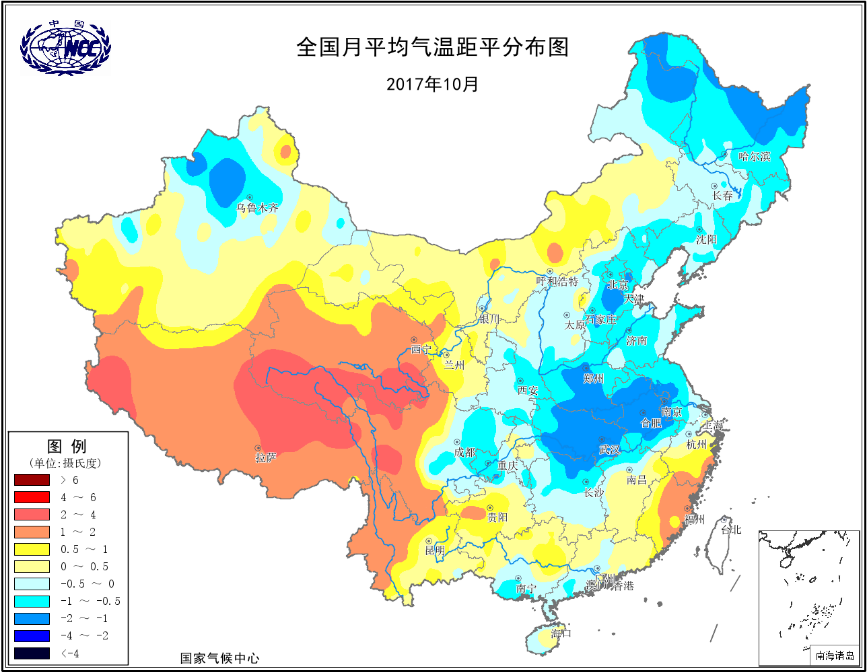 中国
NCC
全国月平均气温距平分布图
2017年10月
哈尔滨
长春
乌鲁木齐
沈阳
呼和浩特
北京
天津
银川
石家庄
太原
济南
西宁
兰州
郑州
西安
南京
合肥
上海
成都
武汉
杭州
拉萨
重庆
南昌
长沙
贵阳
福州
台北
昆明
广州
南宁
澳门
香港
海口
图 例
(单位:摄氏度)
> 6
4 ~ 6
2 ~ 4
1 ~ 2
0.5 ~ 1
0 ~ 0.5
-0.5 ~ 0
-1 ~ -0.5
-2 ~ -1
-4 ~ -2
<-4
国家气候中心
南海诸岛